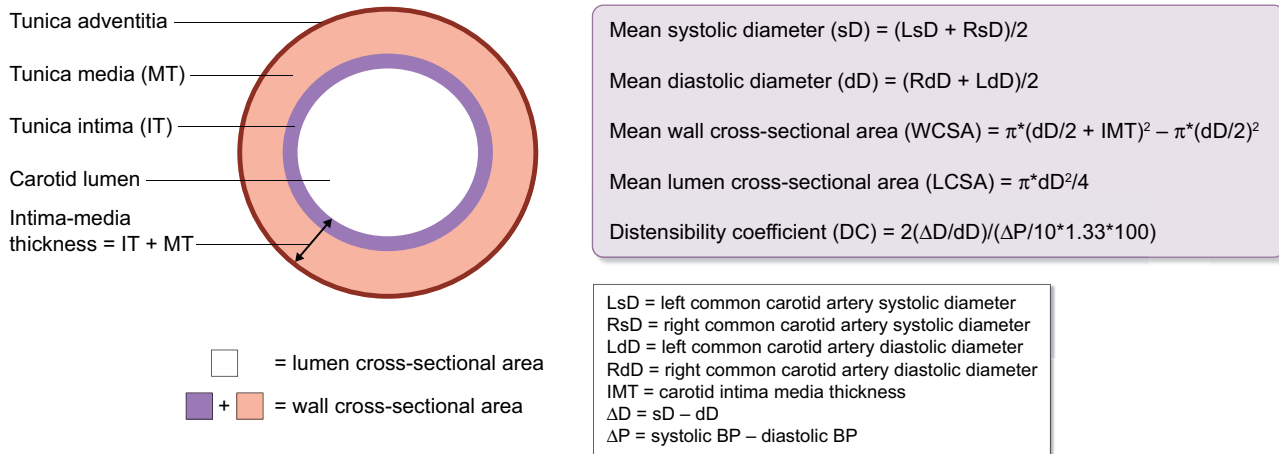 Tunica adventitia
Tunica media (MT)
Tunica intima (IT)
Carotid lumen
Intima-media
thickness = IT + MT
= lumen cross-sectional area
+ = wall cross-sectional area
Mean systolic diameter (sD) = (LsD + RsD)/2
Mean diastolic diameter (dD) = (RdD + LdD)/2
Mean wall cross-sectional area (WCSA) = π*(dD/2 + IMT)² – π*(dD/2)²
Mean lumen cross-sectional area (LCSA) = π*dD²/4
Distensibility coefficient (DC) = 2(ΔD/dD)/(ΔP/10*1.33*100)
LsD = left common carotid artery systolic diameter
RsD = right common carotid artery systolic diameter
LdD = left common carotid artery diastolic diameter
RdD = right common carotid artery diastolic diameter
IMT = carotid intima media thickness
ΔD = sD – dD
ΔP = systolic BP – diastolic BP